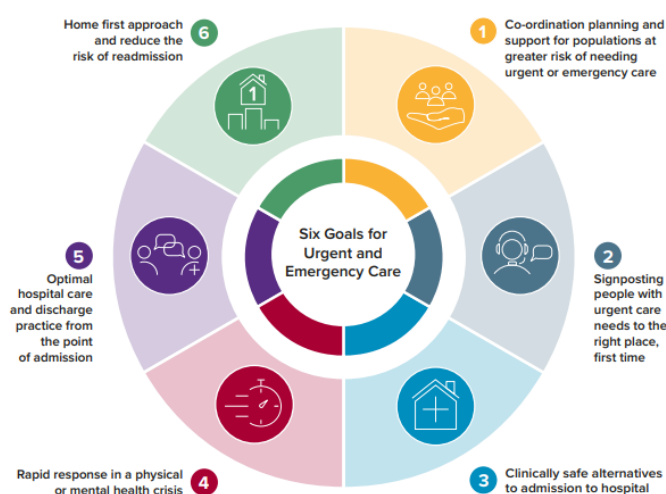 Six Goals for
Urgent and
Emergency Care
1
Co-ordination planning and
support for populations at
greater risk of needing
urgent or emergency care
2
Signposting
people with
urgent care
needs to the
right place,
first time
3
Clinically safe alternatives
to admission to hospital
4
Rapid response in a physical
or mental health crisis
5
Optimal
hospital care
and discharge
practice from
the point
of admission
6
Home first approach
and reduce the
risk of readmission
1